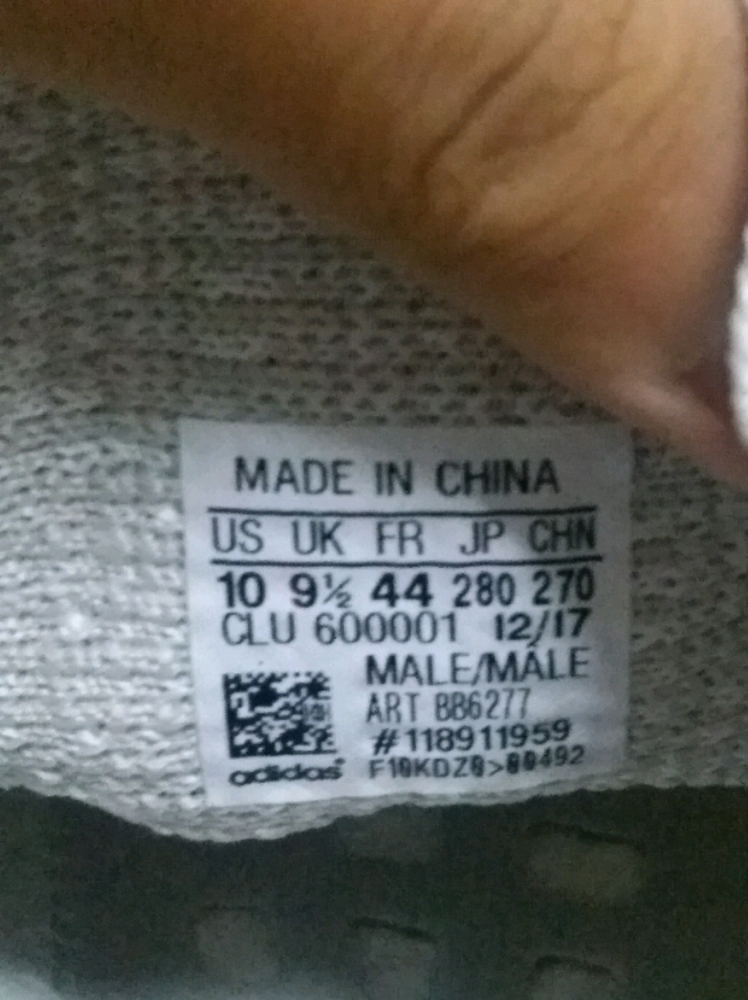 MADE IN CHINA
US UK FR JP CHN
10 9½ 44 280 270
CLU 600001 12/17
MALE/MÂLE
ART BB6277
#118911959
adidas F10KDZ0>00492